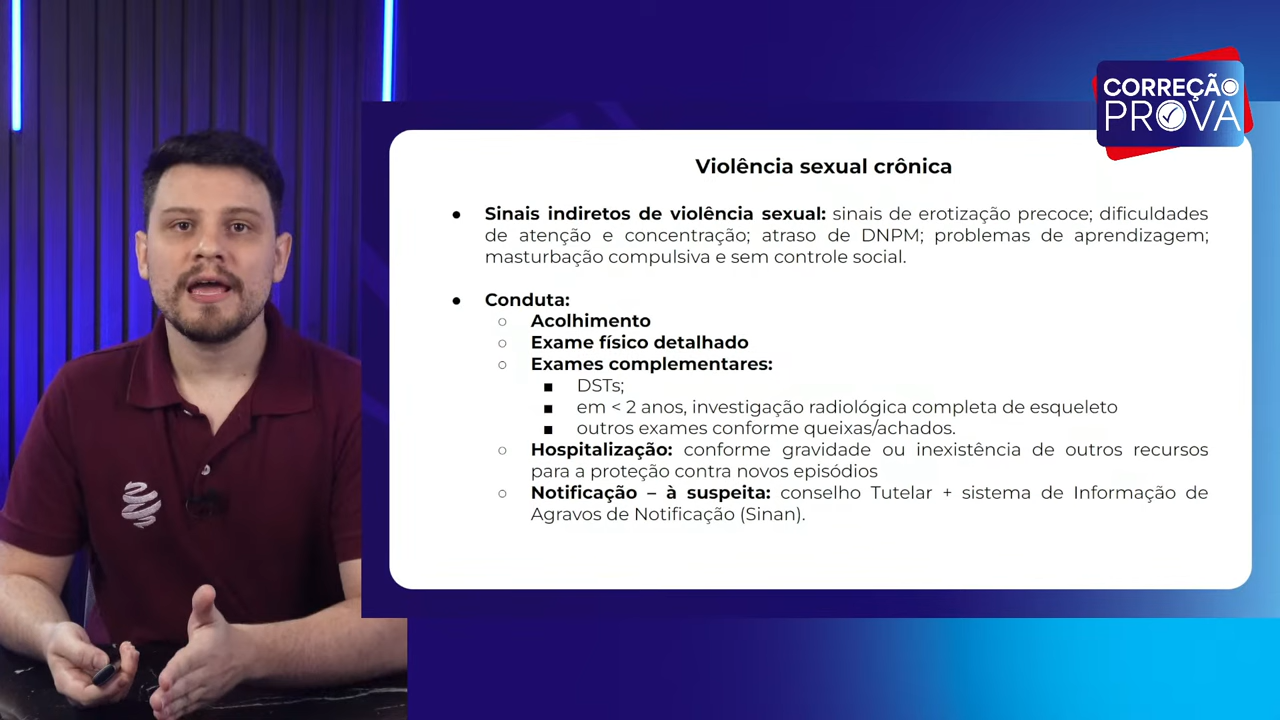 CORREÇÃO
PROVA
Violência sexual crônica
● Sinais indiretos de violência sexual: sinais de erotização precoce; dificuldades
de atenção e concentração; atraso de DNPM; problemas de aprendizagem;
masturbação compulsiva e sem controle social.
● Conduta:
○ Acolhimento
○ Exame físico detalhado
○ Exames complementares:
■ DSTs;
■ em < 2 anos, investigação radiológica completa de esqueleto
■ outros exames conforme queixas/achados.
○ Hospitalização: conforme gravidade ou inexistência de outros recursos
para a proteção contra novos episódios
○ Notificação – à suspeita: conselho Tutelar + sistema de Informação de
Agravos de Notificação (Sinan).